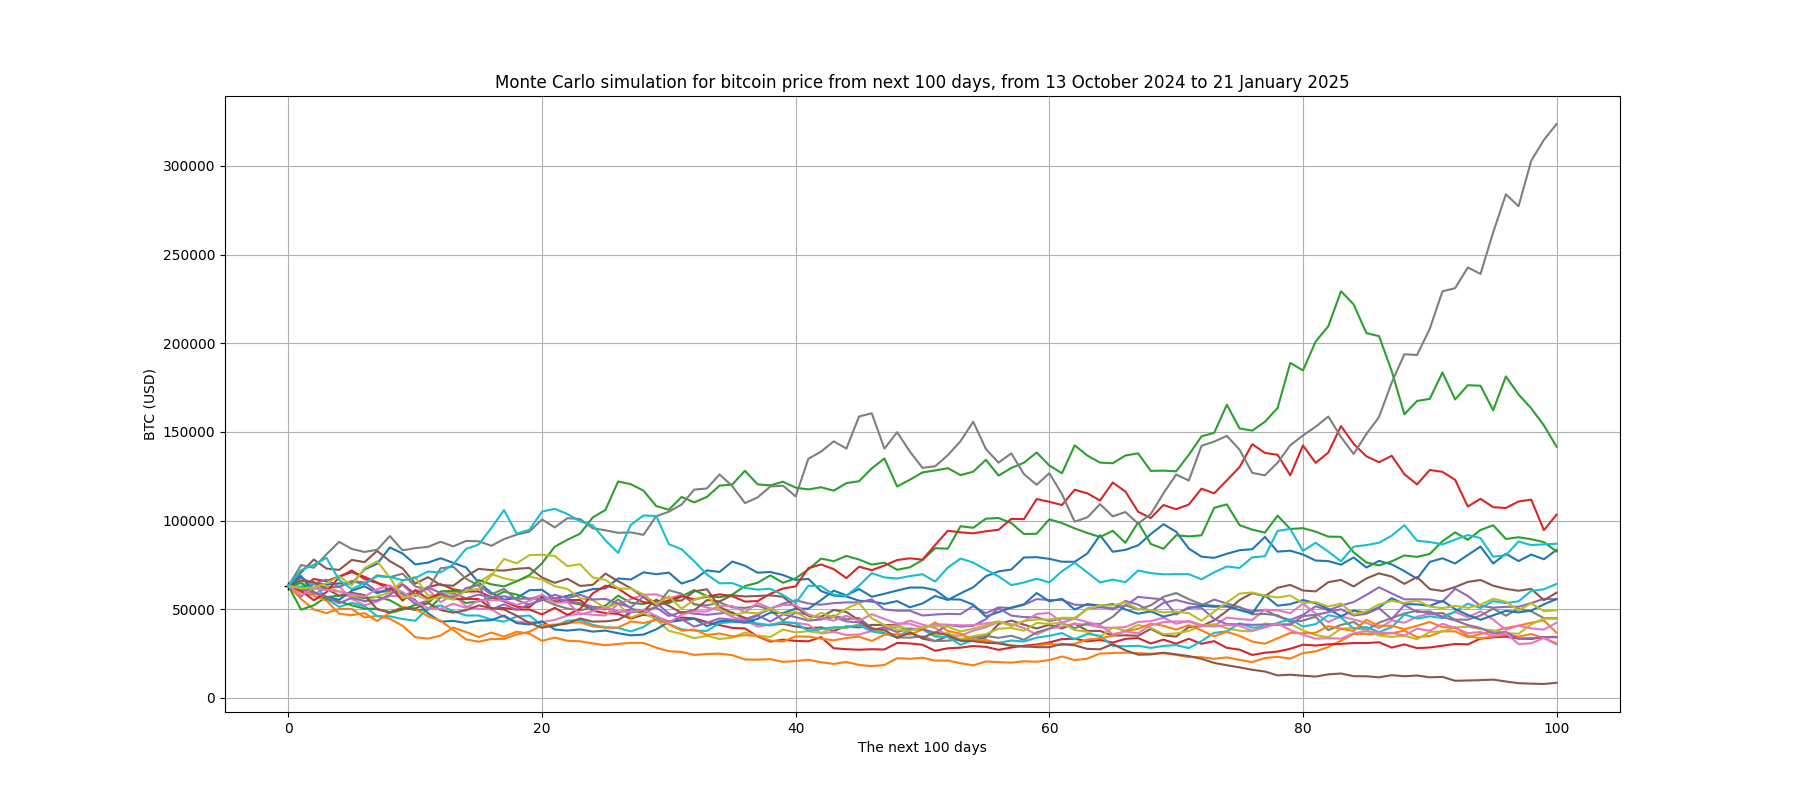 Monte Carlo simulation for bitcoin price from next 100 days, from 13 October 2024 to 21 January 2025
300000
250000
200000
150000
100000
50000
0
BTC (USD)
0 20 40 60 80 100
The next 100 days